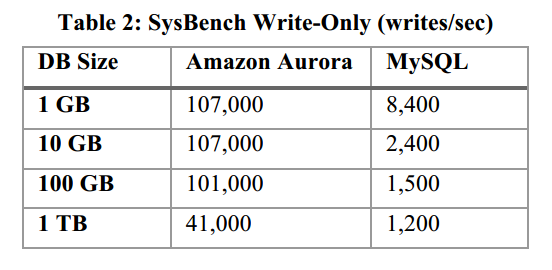 Table 2: SysBench Write-Only (writes/sec)
DB Size Amazon Aurora MySQL
1 GB 107,000 8,400
10 GB 107,000 2,400
100 GB 101,000 1,500
1 TB 41,000 1,200